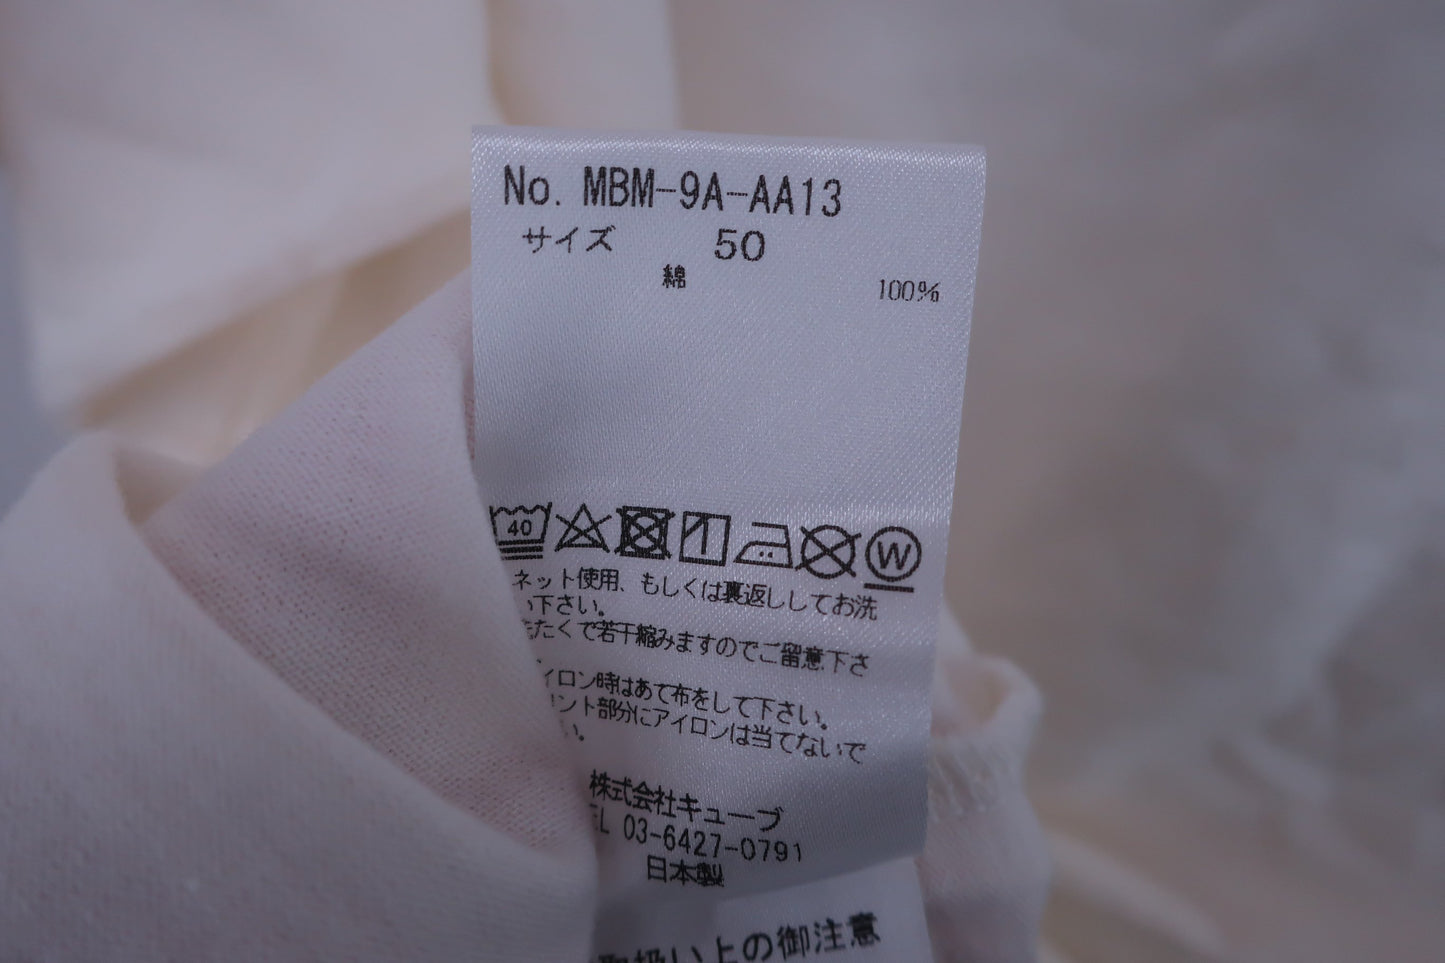 No. MBM-9A-AA13
サイズ 50
綿 100%
40 W
ネット使用、もしくは裏返ししてお洗
い下さい。
たくで若干縮みますのでご留意下さ
イロン時はあて布をして下さい。
ント部分にアイロンは当てないで
い。
株式会社キューブ
EL 03-6427-0791
日本製
取扱い上の御注意